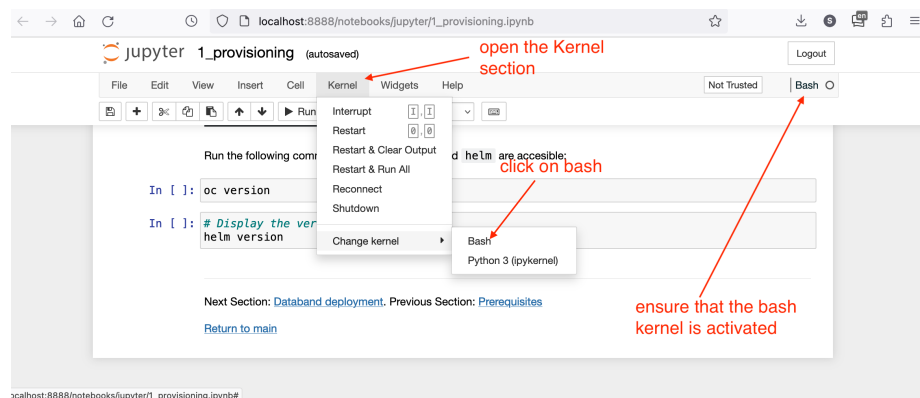 localhost:8888/notebooks/jupyter/1_provisioning.ipynb
S
en
jupyter 1_provisioning (autosaved)
open the Kernel
section
Logout
File Edit View Insert Cell Kernel Widgets Help
Not Trusted
Bash
Run
Interrupt I,I
Restart 0,0
Restart & Clear Output
Restart & Run All
Reconnect
Shutdown
Change kernel
Bash
Python 3 (ipykernel)
Run the following comm
d helm are accesible:
click on bash
In [ ]: oc version
In [ ]: # Display the ver
helm version
Next Section: Databand deployment. Previous Section: Prerequisites
Return to main
ensure that the bash
kernel is activated
ocalhost:8888/notebooks/jupyter/1_provisioning.ipynb#